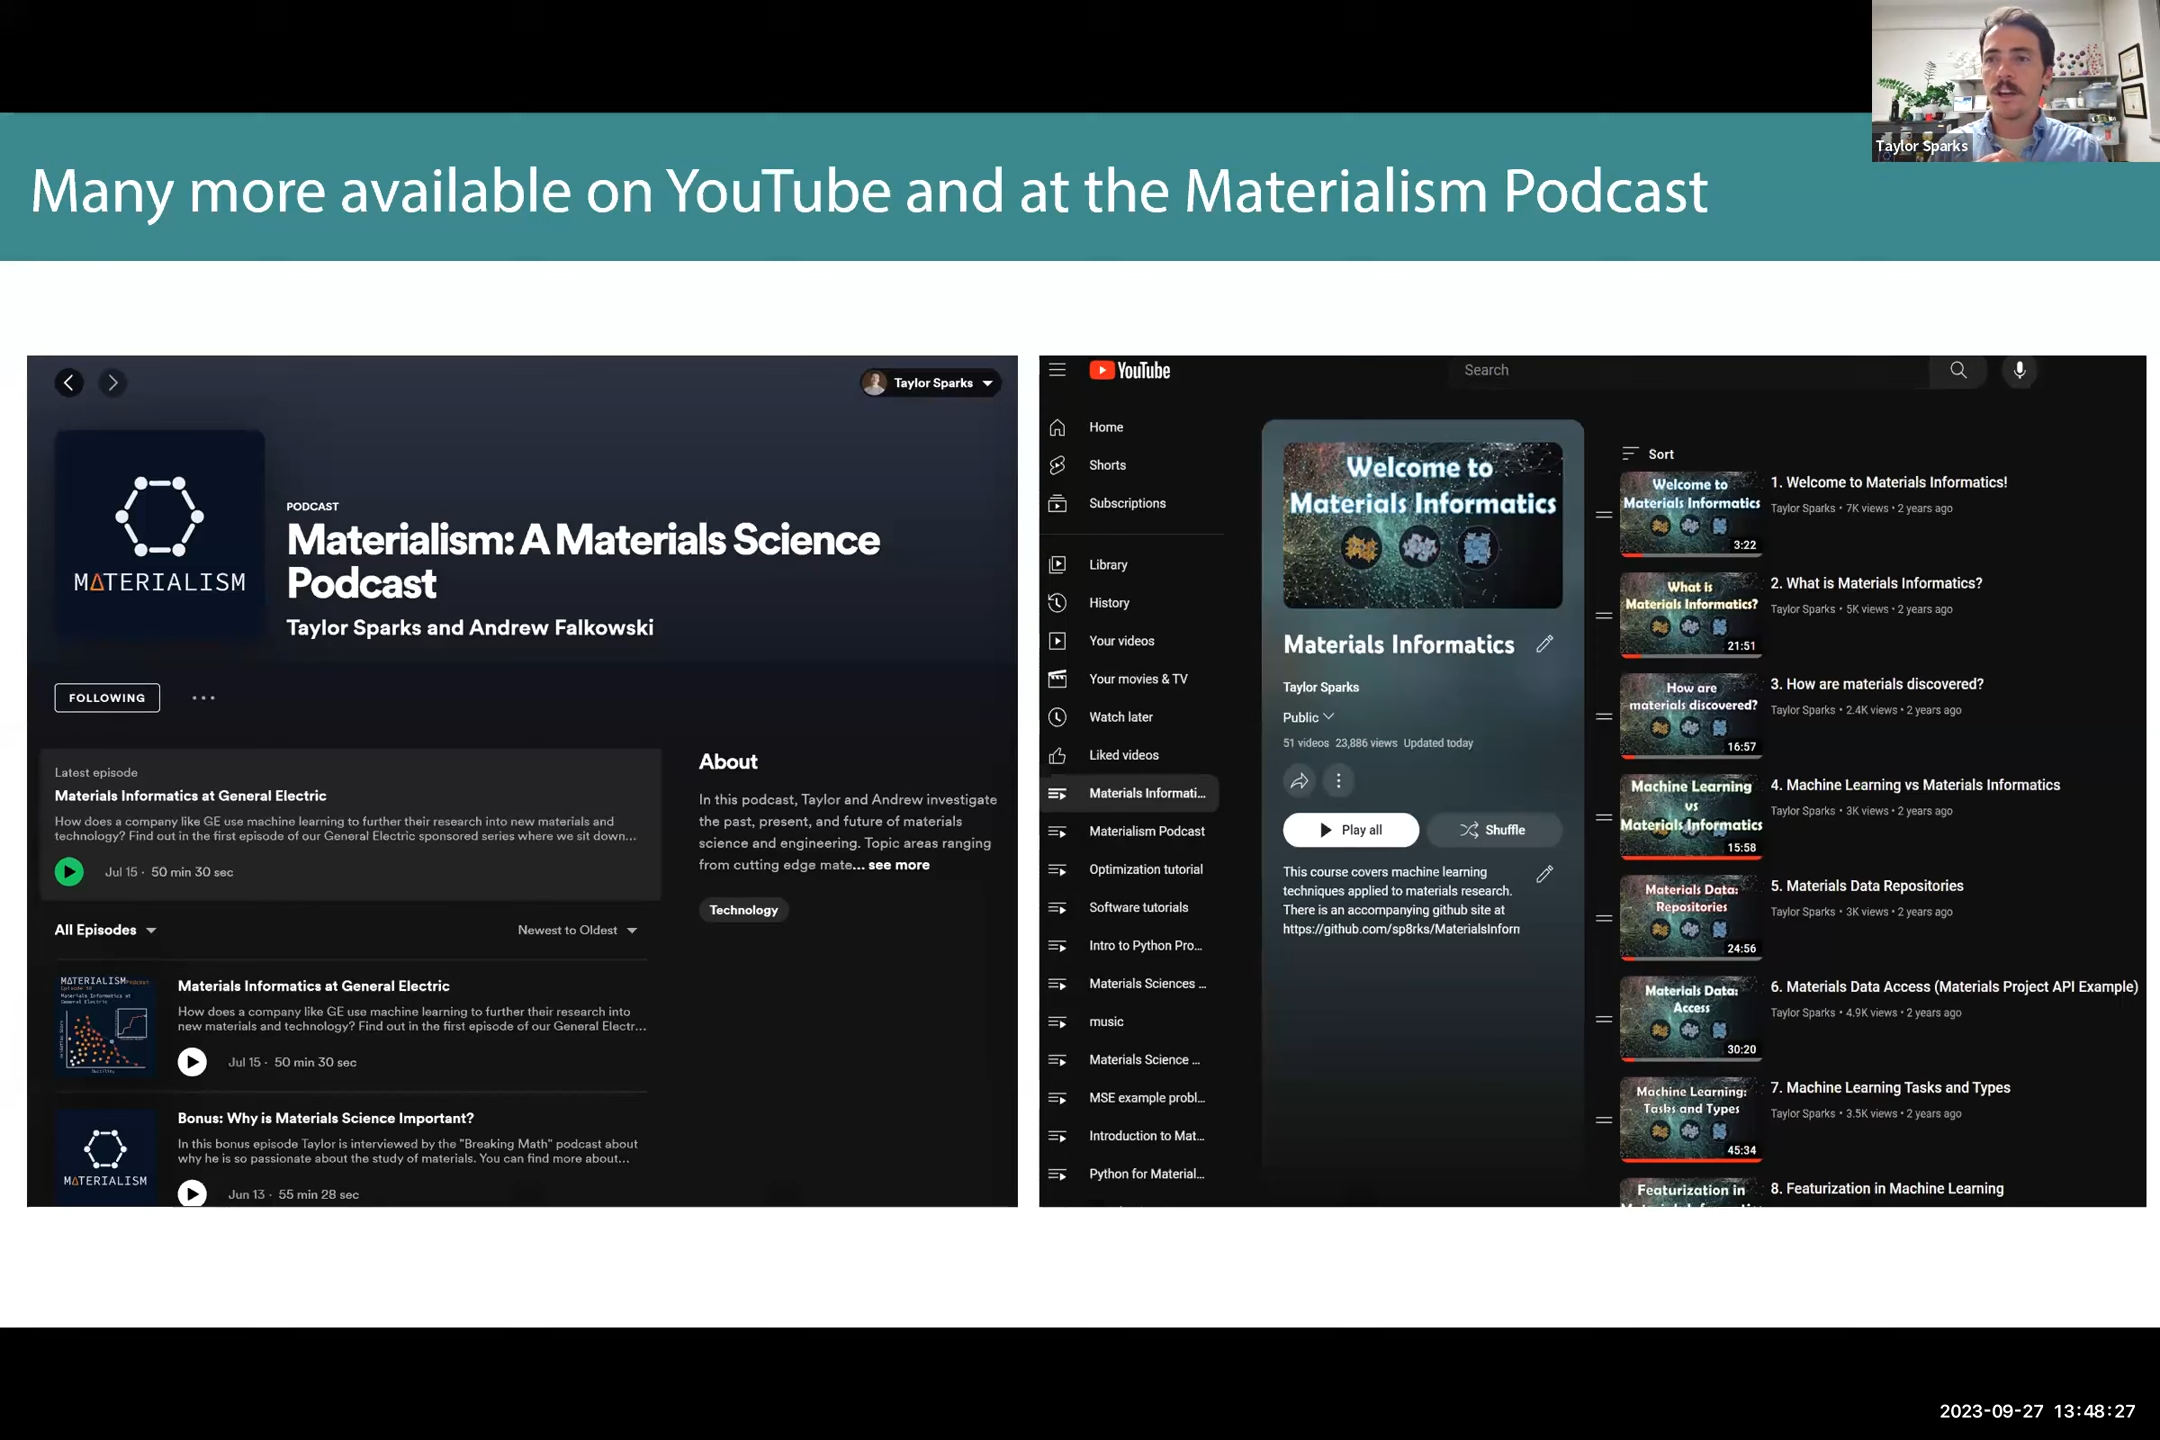 Taylor Sparks
Many more available on YouTube and at the Materialism Podcast
Taylor Sparks
MATERIALISM
PODCAST
Materialism: A Materials Science
Podcast
Taylor Sparks and Andrew Falkowski
FOLLOWING
Latest episode
Materials Informatics at General Electric
How does a company like GE use machine learning to further their research into new materials and
technology? Find out in the first episode of our General Electric sponsored series where we sit down...
Jul 15 · 50 min 30 sec
About
In this podcast, Taylor and Andrew investigate
the past, present, and future of materials
science and engineering. Topic areas ranging
from cutting edge mate... see more
Technology
All Episodes
Newest to Oldest
MATERIALISM
Materials Informatics at
General Electric
Materials Informatics at General Electric
How does a company like GE use machine learning to further their research into
new materials and technology? Find out in the first episode of our General Electr...
Jul 15 · 50 min 30 sec
MATERIALISM
Bonus: Why is Materials Science Important?
In this bonus episode Taylor is interviewed by the "Breaking Math" podcast about
why he is so passionate about the study of materials. You can find more about...
Jun 13 · 55 min 28 sec
YouTube
Search
Home
Shorts
Subscriptions
Library
History
Your videos
Your movies & TV
Watch later
Liked videos
Materials Informati...
Materialism Podcast
Optimization tutorial
Software tutorials
Intro to Python Pro...
Materials Sciences ...
music
Materials Science ...
MSE example probl...
Introduction to Mat...
Python for Material...
Welcome to
Materials Informatics
Materials Informatics
Taylor Sparks
Public
51 videos 23,886 views Updated today
Play all
Shuffle
This course covers machine learning
techniques applied to materials research.
There is an accompanying github site at
https://github.com/sp8rks/MaterialsInforn
Sort
Welcome to
Materials Informatics
3:22
1. Welcome to Materials Informatics!
Taylor Sparks • 7K views • 2 years ago
What is
Materials Informatics?
21:51
2. What is Materials Informatics?
Taylor Sparks • 5K views • 2 years ago
How are
materials discovered?
16:57
3. How are materials discovered?
Taylor Sparks • 2.4K views • 2 years ago
Machine Learning
vs
Materials Informatics
15:58
4. Machine Learning vs Materials Informatics
Taylor Sparks • 3K views • 2 years ago
Materials Data:
Repositories
24:56
5. Materials Data Repositories
Taylor Sparks • 3K views • 2 years ago
Materials Data:
Access
30:20
6. Materials Data Access (Materials Project API Example)
Taylor Sparks • 4.9K views • 2 years ago
Machine Learning:
Tasks and Types
45:34
7. Machine Learning Tasks and Types
Taylor Sparks • 3.5K views • 2 years ago
Featurization in
8. Featurization in Machine Learning
2023-09-27 13:48:27